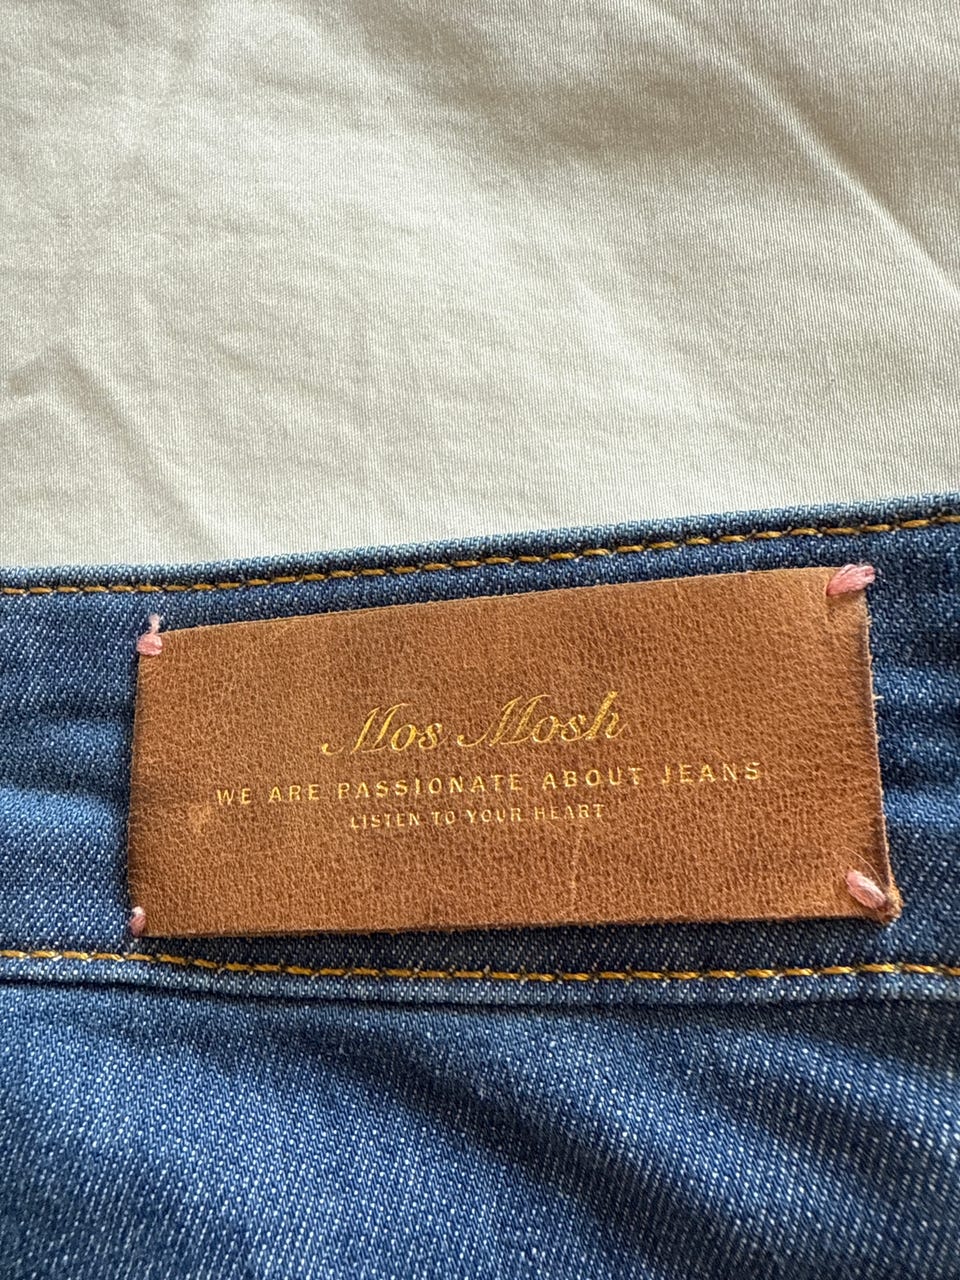 Mos Mosh
WE ARE PASSIONATE ABOUT JEANS
LISTEN TO YOUR HEART